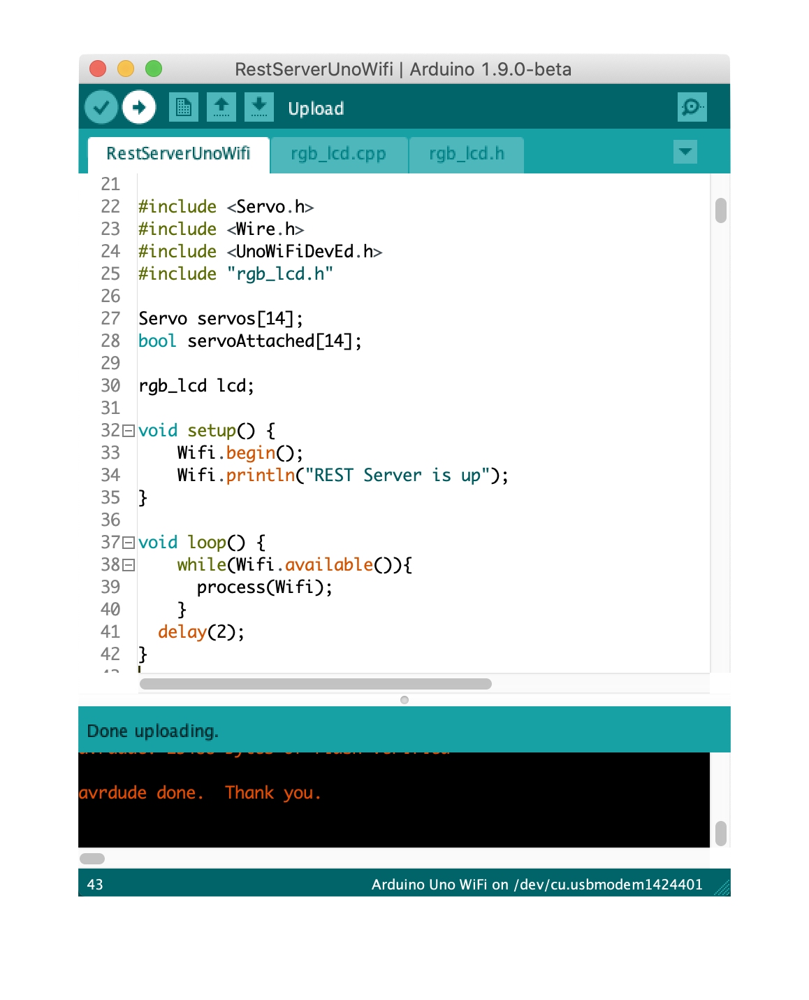 RestServerUnoWifi | Arduino 1.9.0-beta
Upload
RestServerUnoWifi rgb_lcd.cpp rgb_lcd.h
21
22 #include <Servo.h>
23 #include <Wire.h>
24 #include <UnoWiFiDevEd.h>
25 #include "rgb_lcd.h"
26
27 Servo servos[14];
28 bool servoAttached[14];
29
30 rgb_lcd lcd;
31
32 void setup() {
33     Wifi.begin();
34     Wifi.println("REST Server is up");
35 }
36
37 void loop() {
38     while(Wifi.available()){
39       process(Wifi);
40     }
41   delay(2);
42 }
Done uploading.
avrdude done.  Thank you.
43 Arduino Uno WiFi on /dev/cu.usbmodem1424401